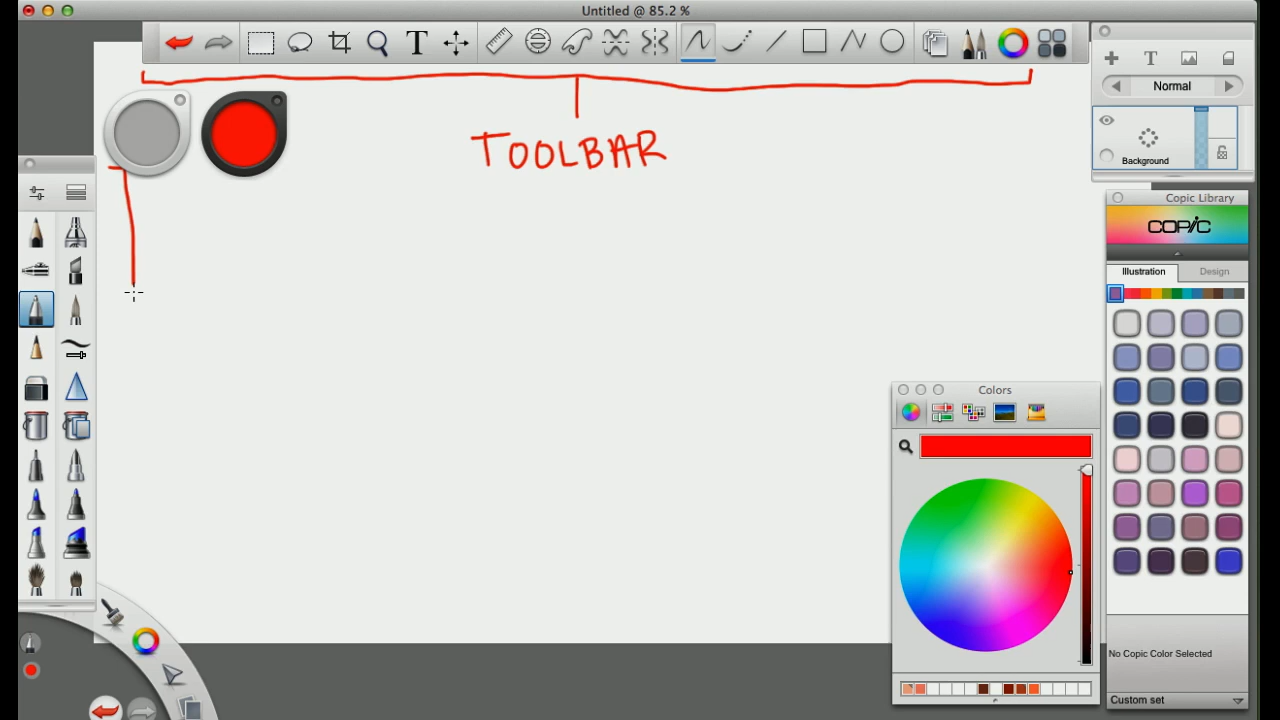 Untitled @ 85.2 %
T
T
Normal
TOOLBAR
Background
Copic Library
COPiC
Illustration
Design
Colors
No Copic Color Selected
Custom set